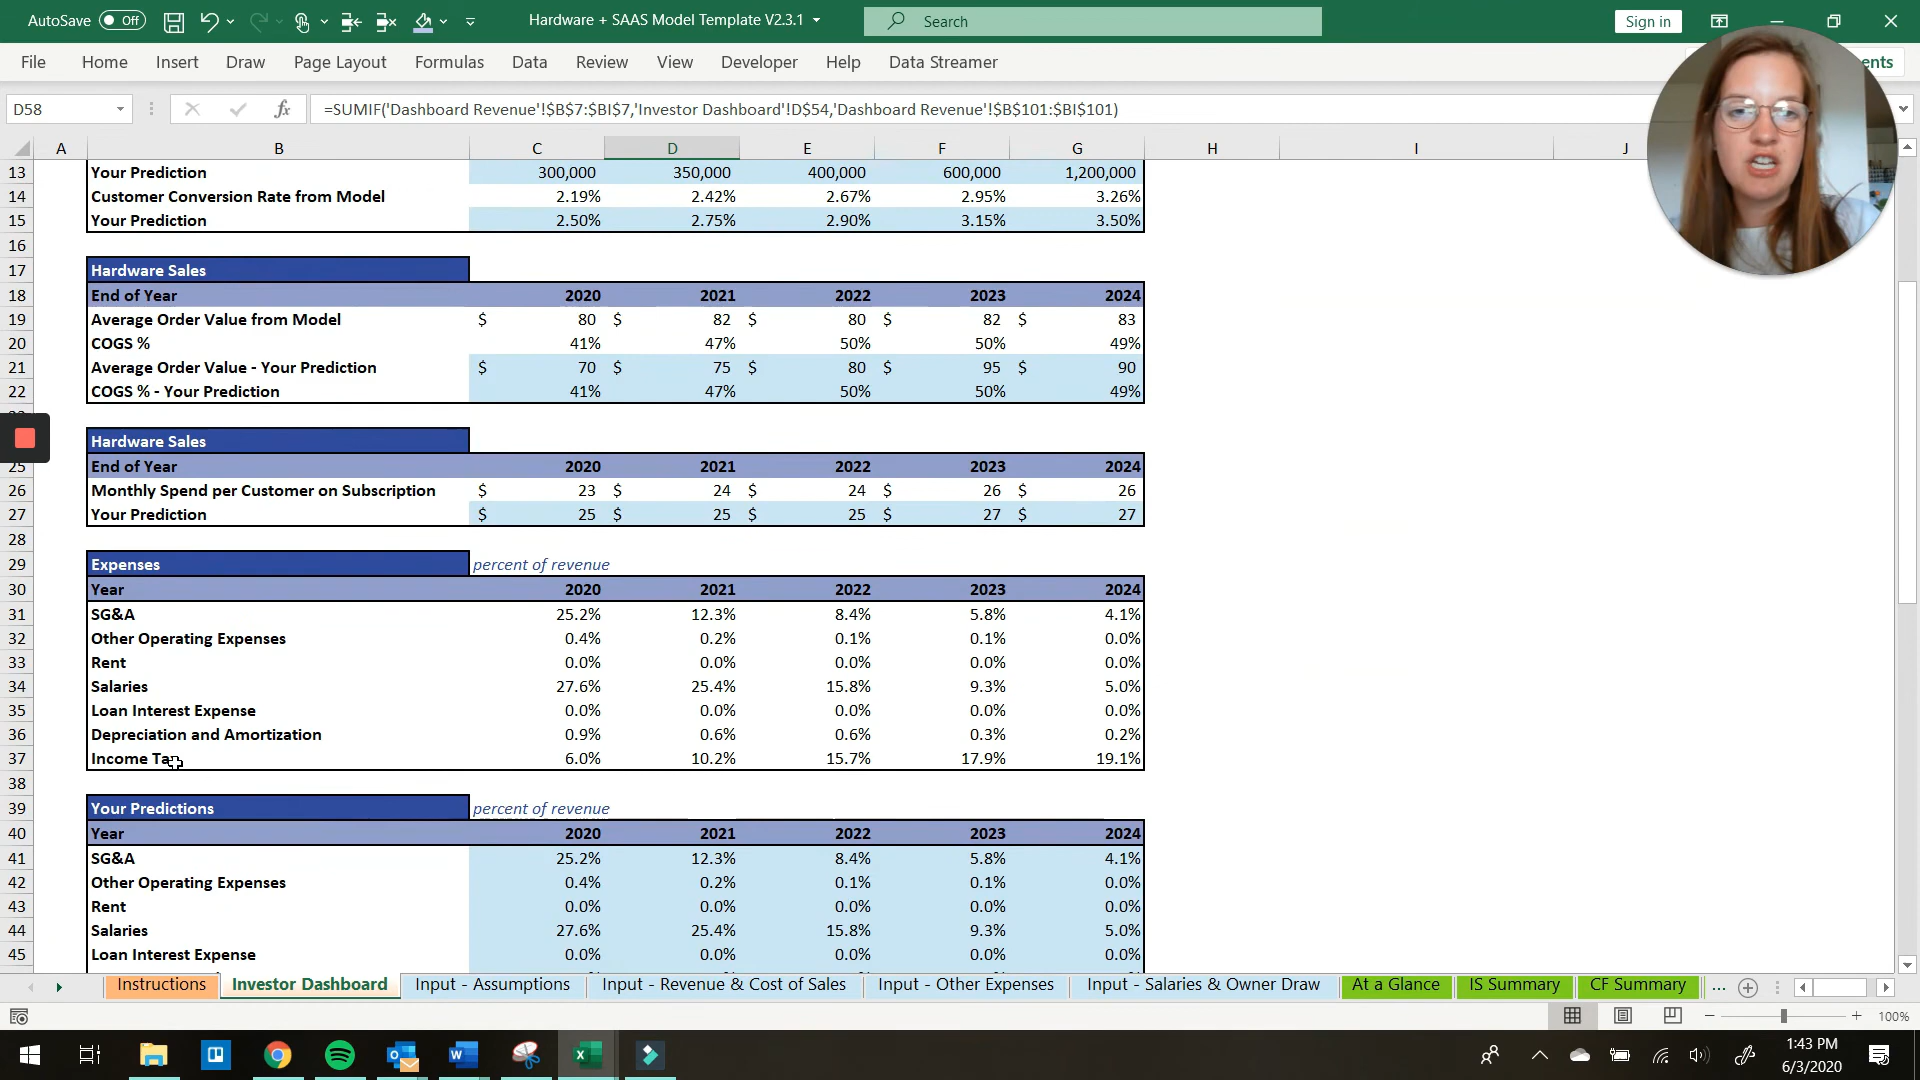 AutoSave Off Hardware + SAAS Model Template V2.3.1 Search Sign in
File Home Insert Draw Page Layout Formulas Data Review View Developer Help Data Streamer ents
D58 fx =SUMIF('Dashboard Revenue'!$B$7:$BI$7,'Investor Dashboard'!D$54,'Dashboard Revenue'!$B$101:$BI$101)
A B C D E F G H I J
13 Your Prediction 300,000 350,000 400,000 600,000 1,200,000
14 Customer Conversion Rate from Model 2.19% 2.42% 2.67% 2.95% 3.26%
15 Your Prediction 2.50% 2.75% 2.90% 3.15% 3.50%
16
17 Hardware Sales
18 End of Year 2020 2021 2022 2023 2024
19 Average Order Value from Model $ 80 $ 82 $ 80 $ 82 $ 83
20 COGS % 41% 47% 50% 50% 49%
21 Average Order Value - Your Prediction $ 70 $ 75 $ 80 $ 95 $ 90
22 COGS % - Your Prediction 41% 47% 50% 50% 49%
Hardware Sales
25 End of Year 2020 2021 2022 2023 2024
26 Monthly Spend per Customer on Subscription $ 23 $ 24 $ 24 $ 26 $ 26
27 Your Prediction $ 25 $ 25 $ 25 $ 27 $ 27
28
29 Expenses percent of revenue
30 Year 2020 2021 2022 2023 2024
31 SG&A 25.2% 12.3% 8.4% 5.8% 4.1%
32 Other Operating Expenses 0.4% 0.2% 0.1% 0.1% 0.0%
33 Rent 0.0% 0.0% 0.0% 0.0% 0.0%
34 Salaries 27.6% 25.4% 15.8% 9.3% 5.0%
35 Loan Interest Expense 0.0% 0.0% 0.0% 0.0% 0.0%
36 Depreciation and Amortization 0.9% 0.6% 0.6% 0.3% 0.2%
37 Income Tax 6.0% 10.2% 15.7% 17.9% 19.1%
38
39 Your Predictions percent of revenue
40 Year 2020 2021 2022 2023 2024
41 SG&A 25.2% 12.3% 8.4% 5.8% 4.1%
42 Other Operating Expenses 0.4% 0.2% 0.1% 0.1% 0.0%
43 Rent 0.0% 0.0% 0.0% 0.0% 0.0%
44 Salaries 27.6% 25.4% 15.8% 9.3% 5.0%
45 Loan Interest Expense 0.0% 0.0% 0.0% 0.0% 0.0%
Instructions Investor Dashboard Input - Assumptions Input - Revenue & Cost of Sales Input - Other Expenses Input - Salaries & Owner Draw At a Glance IS Summary CF Summary ...
100%
1:43 PM
6/3/2020